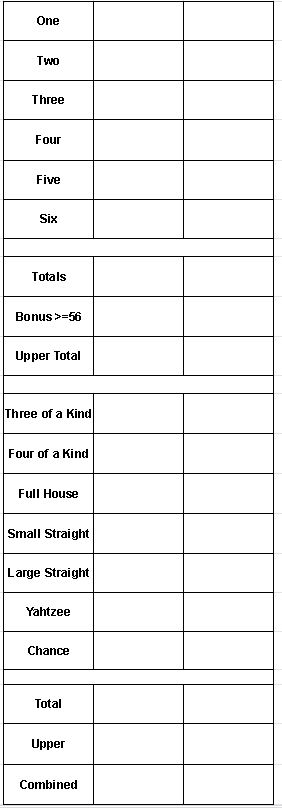 One
Two
Three
Four
Five
Six
Totals
Bonus >=56
Upper Total
Three of a Kind
Four of a Kind
Full House
Small Straight
Large Straight
Yahtzee
Chance
Total
Upper
Combined